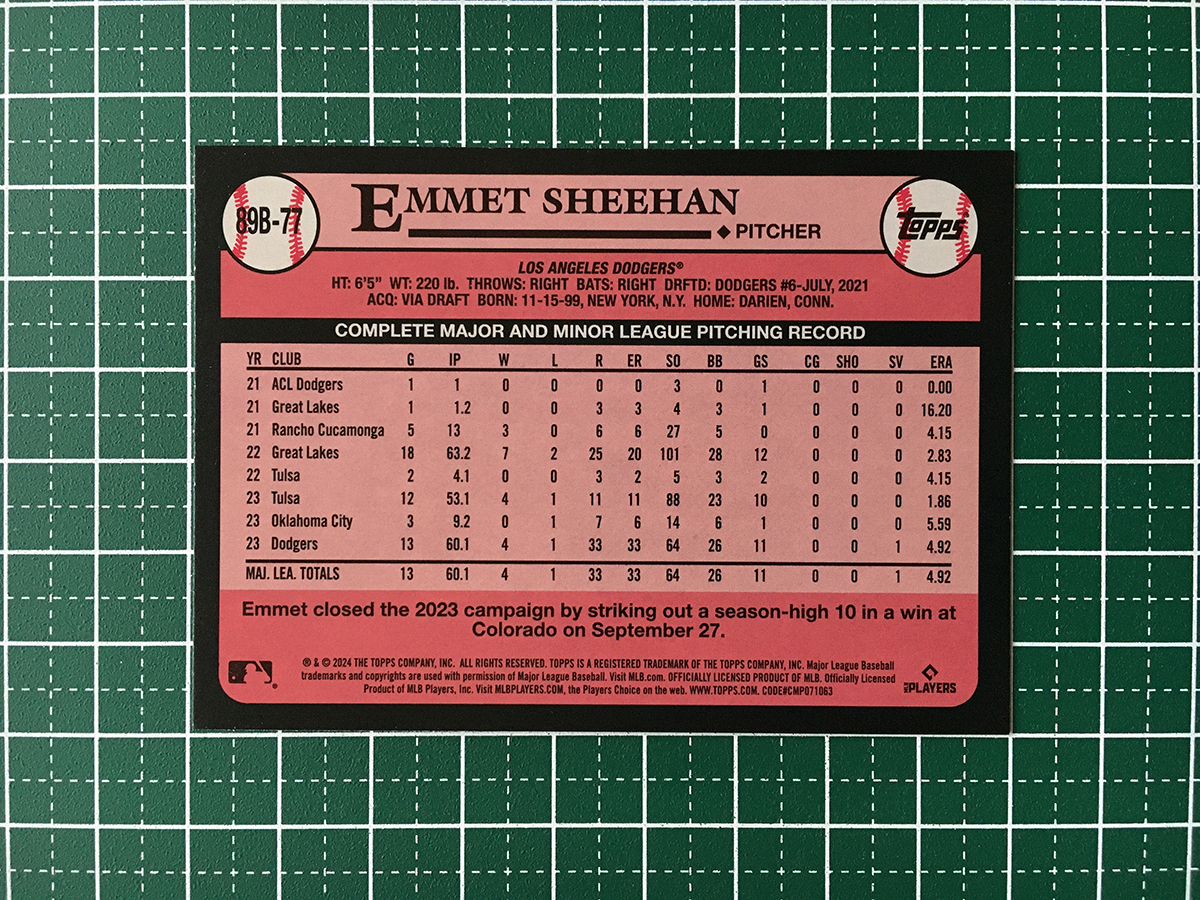 89B-77
EMMET SHEEHAN
◆ PITCHER
TOPPS
LOS ANGELES DODGERS®
HT: 6'5" WT: 220 lb. THROWS: RIGHT BATS: RIGHT DRFTD: DODGERS #6-JULY, 2021
ACQ: VIA DRAFT BORN: 11-15-99, NEW YORK, N.Y. HOME: DARIEN, CONN.
COMPLETE MAJOR AND MINOR LEAGUE PITCHING RECORD
YR CLUB G IP W L R ER SO BB GS CG SHO SV ERA
21 ACL Dodgers 1 1 0 0 0 0 3 0 1 0 0 0 0.00
21 Great Lakes 1 1.2 0 0 3 3 4 3 1 0 0 0 16.20
21 Rancho Cucamonga 5 13 3 0 6 6 27 5 0 0 0 0 4.15
22 Great Lakes 18 63.2 7 2 25 20 101 28 12 0 0 0 2.83
22 Tulsa 2 4.1 0 0 3 2 5 3 2 0 0 0 4.15
23 Tulsa 12 53.1 4 1 11 11 88 23 10 0 0 0 1.86
23 Oklahoma City 3 9.2 0 1 7 6 14 6 1 0 0 0 5.59
23 Dodgers 13 60.1 4 1 33 33 64 26 11 0 0 1 4.92
MAJ. LEA. TOTALS 13 60.1 4 1 33 33 64 26 11 0 0 1 4.92
Emmet closed the 2023 campaign by striking out a season-high 10 in a win at
Colorado on September 27.
® & © 2024 THE TOPPS COMPANY, INC. ALL RIGHTS RESERVED. TOPPS IS A REGISTERED TRADEMARK OF THE TOPPS COMPANY, INC. Major League Baseball
trademarks and copyrights are used with permission of Major League Baseball. Visit MLB.com. OFFICIALLY LICENSED PRODUCT OF MLB. Officially Licensed
Product of MLB Players, Inc. Visit MLBPLAYERS.COM, the Players Choice on the web. WWW.TOPPS.COM. CODE#CMP071063
MLB PLAYERS